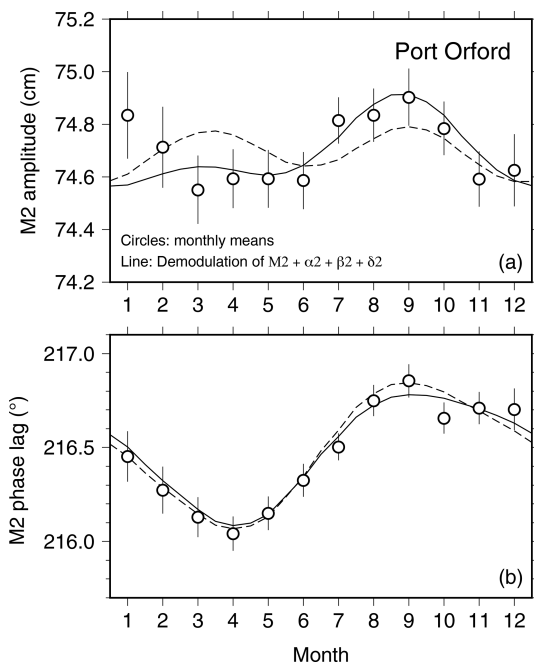 Port Orford
75.2
75.0
74.8
74.6
74.4
74.2
M2 amplitude (cm)
Circles: monthly means
Line: Demodulation of M2 + α2 + β2 + δ2
(a)
1 2 3 4 5 6 7 8 9 10 11 12
217.0
216.5
216.0
M2 phase lag (°)
(b)
1 2 3 4 5 6 7 8 9 10 11 12
Month